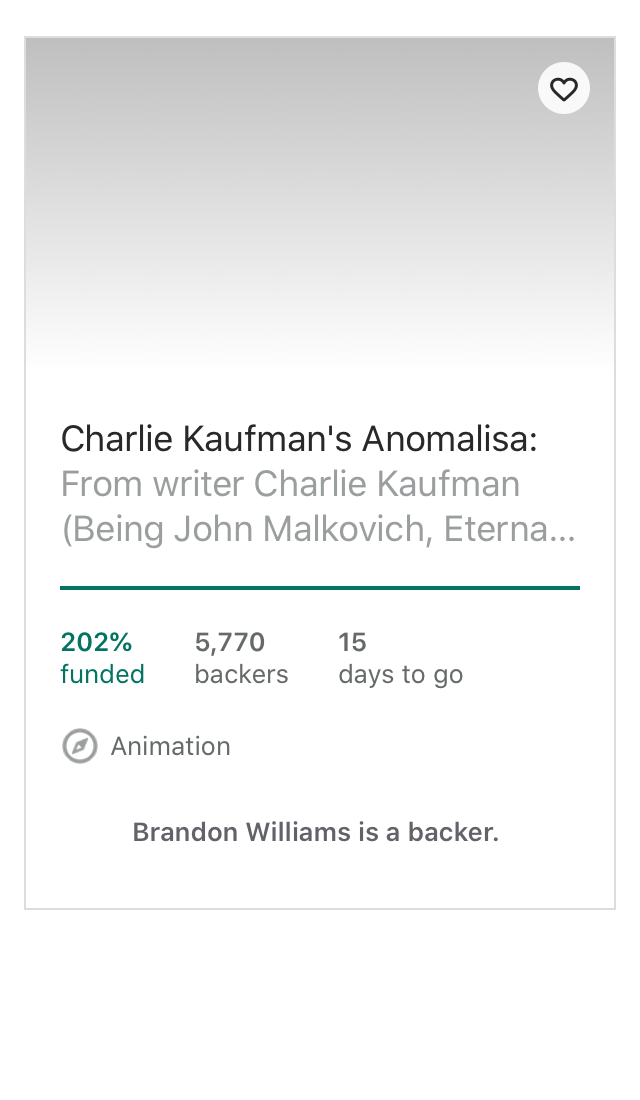 Charlie Kaufman's Anomalisa:
From writer Charlie Kaufman
(Being John Malkovich, Eterna...
202% 5,770 15
funded backers days to go
Animation
Brandon Williams is a backer.